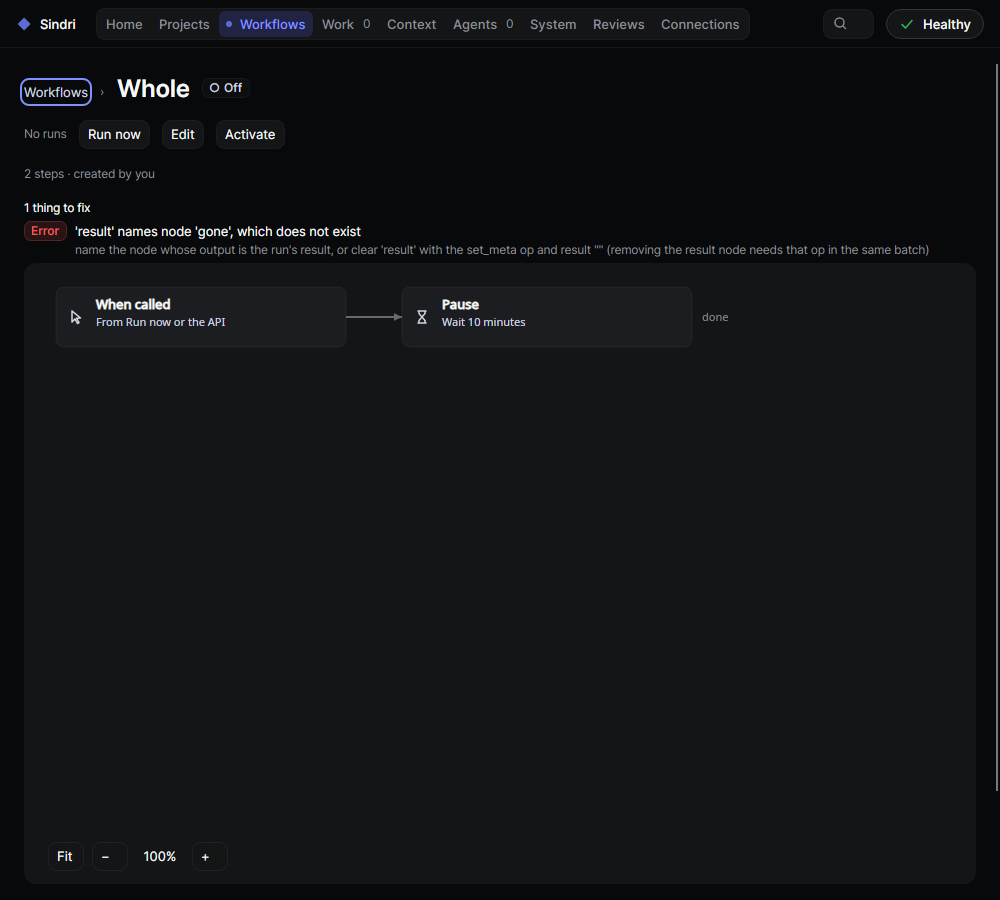 Sindri Home Projects Workflows Work 0 Context Agents 0 System Reviews Connections Healthy
Workflows › Whole Off
No runs Run now Edit Activate
2 steps · created by you
1 thing to fix
Error 'result' names node 'gone', which does not exist
name the node whose output is the run's result, or clear 'result' with the set_meta op and result "" (removing the result node needs that op in the same batch)
When called
From Run now or the API
Pause
Wait 10 minutes
done
Fit − 100% +